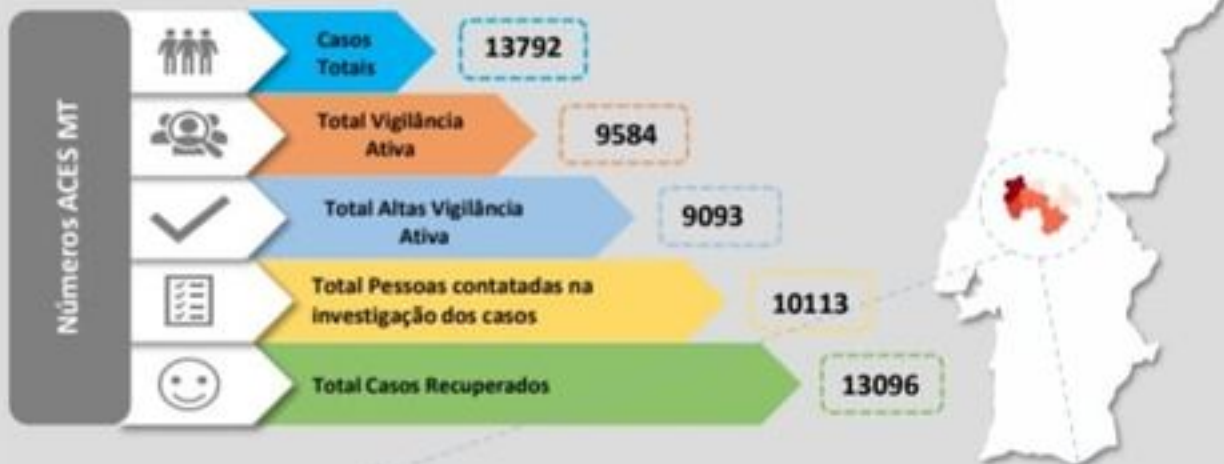 Números ACES MT
Casos
Totais
13792
Total Vigilância
Ativa
9584
Total Altas Vigilância
Ativa
9093
Total Pessoas contatadas na
investigação dos casos
10113
Total Casos Recuperados
13096